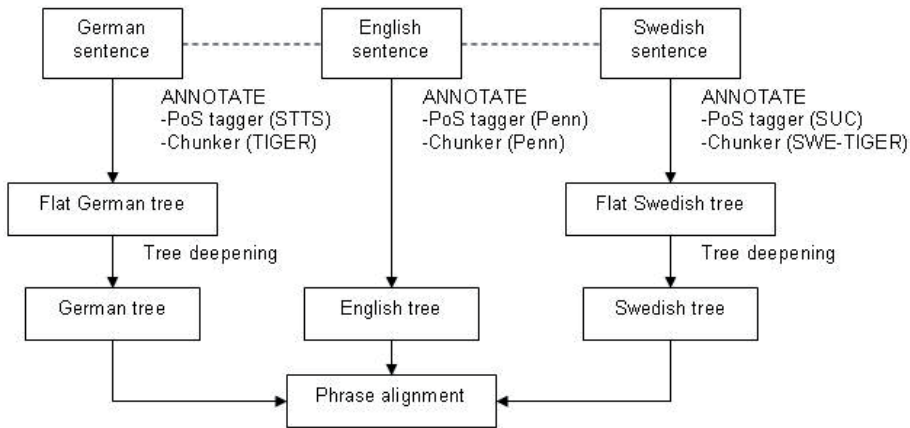 German
sentence
English
sentence
Swedish
sentence
ANNOTATE
-PoS tagger (STTS)
-Chunker (TIGER)
ANNOTATE
-PoS tagger (Penn)
-Chunker (Penn)
ANNOTATE
-PoS tagger (SUC)
-Chunker (SWE-TIGER)
Flat German tree
Flat Swedish tree
Tree deepening
Tree deepening
German tree
English tree
Swedish tree
Phrase alignment